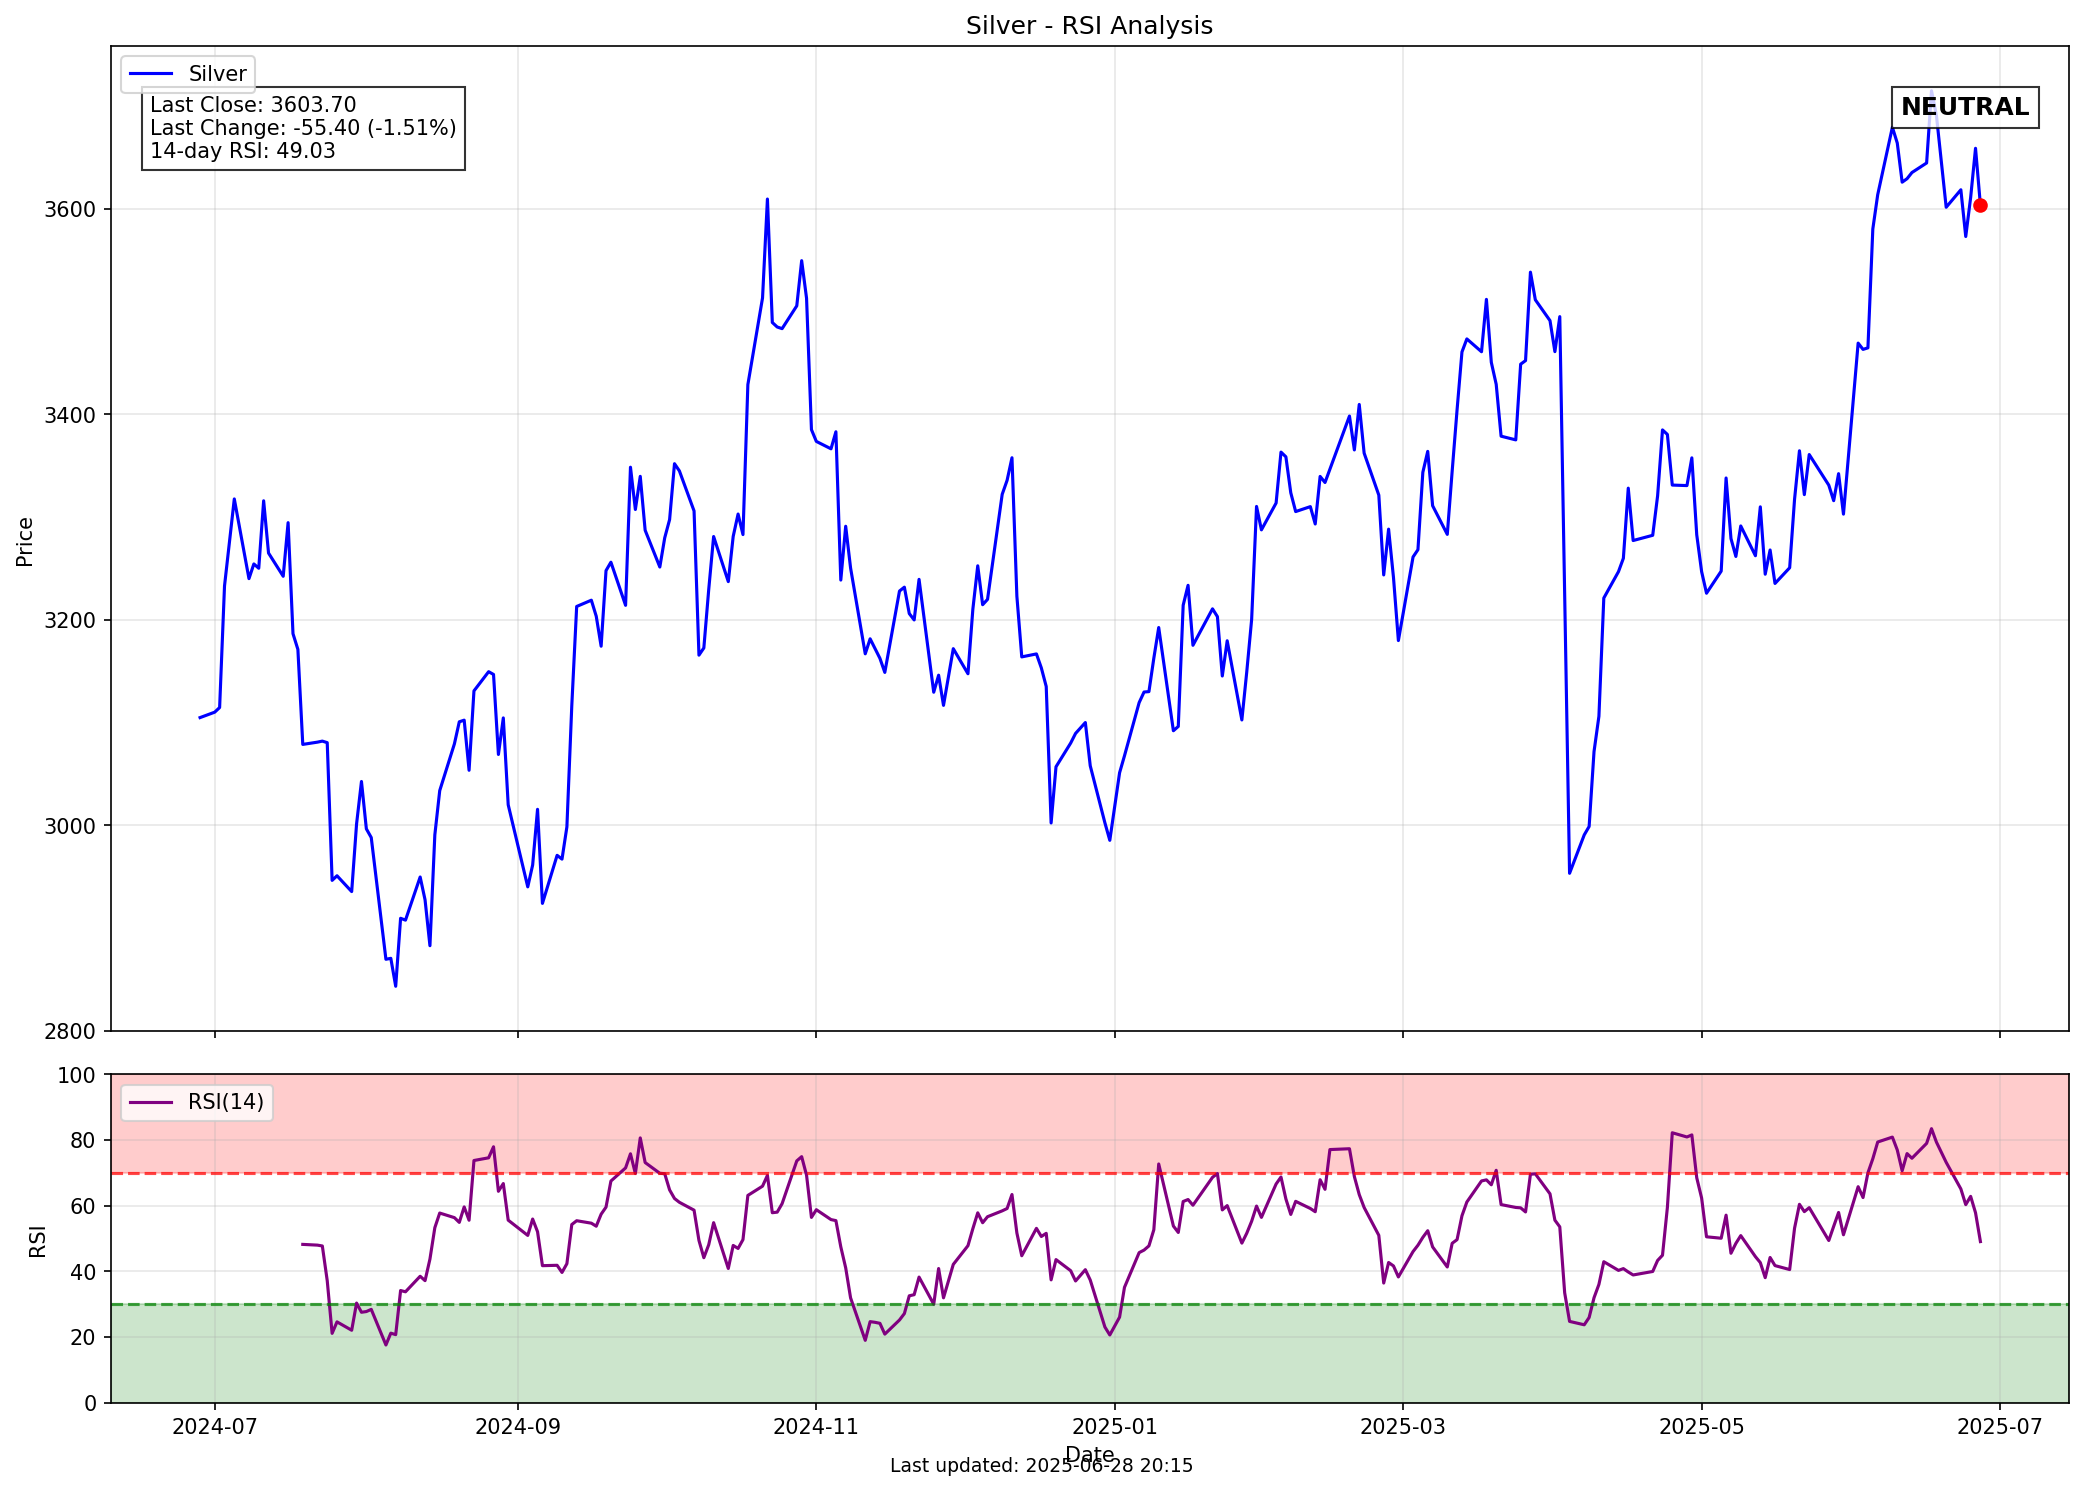 Silver - RSI Analysis
Silver
Last Close: 3603.70
Last Change: -55.40 (-1.51%)
14-day RSI: 49.03
NEUTRAL
Price
3600
3400
3200
3000
2800
RSI(14)
RSI
100
80
60
40
20
0
2024-07
2024-09
2024-11
2025-01
2025-03
2025-05
2025-07
Date
Last updated: 2025-06-28 20:15